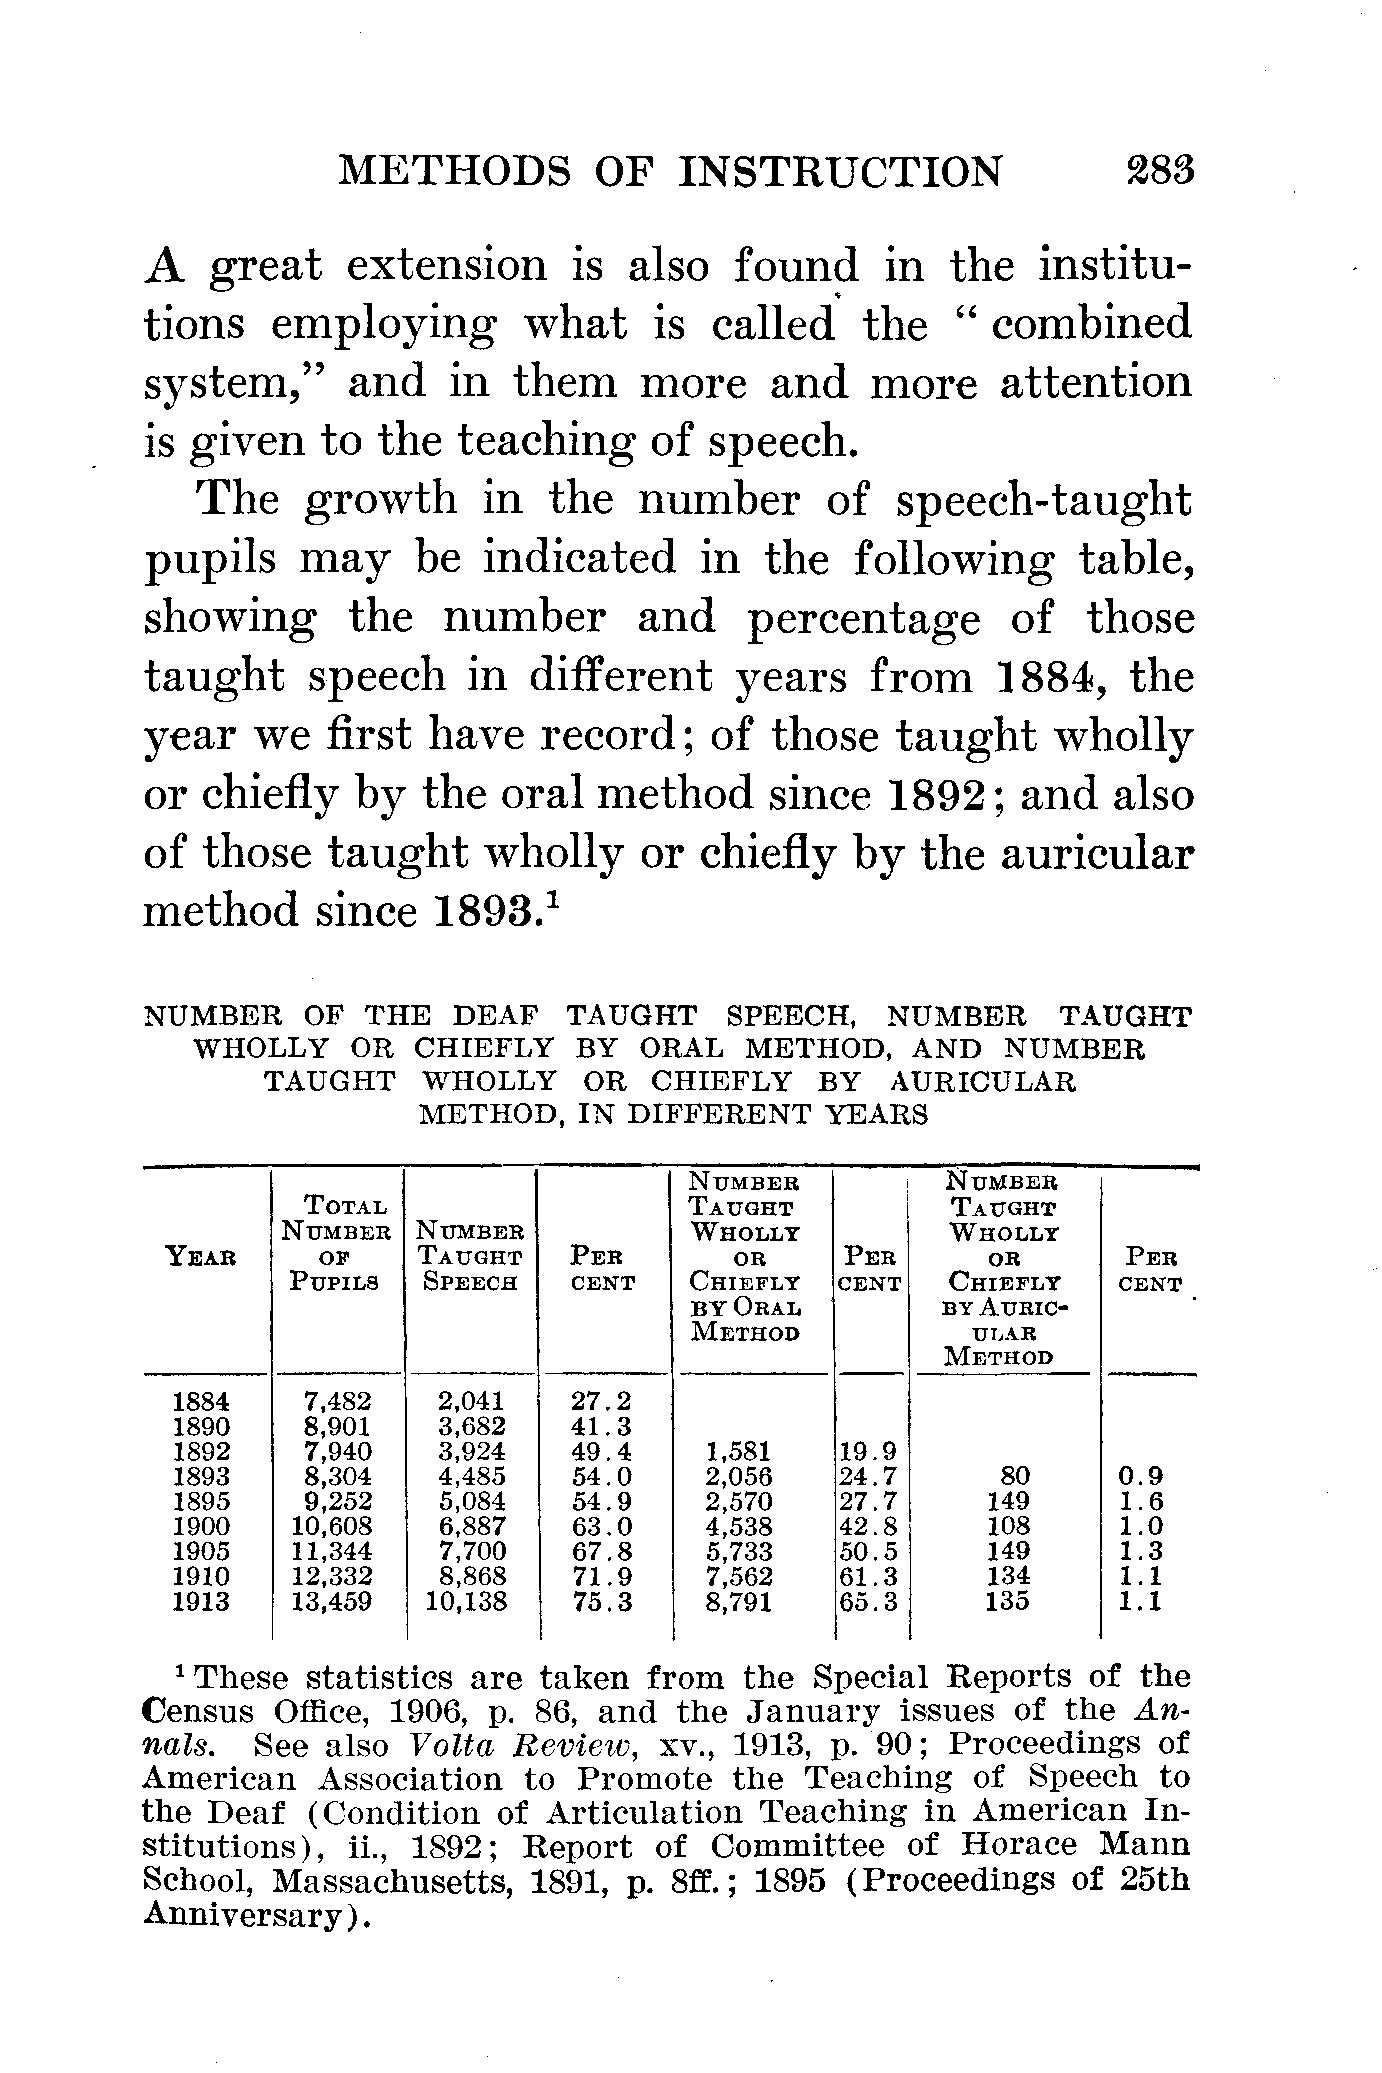 METHODS OF INSTRUCTION 283
A great extension is also found in the institu-
tions employing what is called the “ combined
system,” and in them more and more attention
is given to the teaching of speech.
The growth in the number of speech-taught
pupils may be indicated in the following table,
showing the number and percentage of those
taught speech in different years from 1884, the
year we first have record; of those taught wholly
or chiefly by the oral method since 1892; and also
of those taught wholly or chiefly by the auricular
method since 1893.¹
NUMBER OF THE DEAF TAUGHT SPEECH, NUMBER TAUGHT
WHOLLY OR CHIEFLY BY ORAL METHOD, AND NUMBER
TAUGHT WHOLLY OR CHIEFLY BY AURICULAR
METHOD, IN DIFFERENT YEARS
YEAR
TOTAL
NUMBER
OF
PUPILS
NUMBER
TAUGHT
SPEECH
PER
CENT
NUMBER
TAUGHT
WHOLLY
OR
CHIEFLY
BY ORAL
METHOD
PER
CENT
NUMBER
TAUGHT
WHOLLY
OR
CHIEFLY
BY AURIC-
ULAR
METHOD
PER
CENT
1884 7,482 2,041 27.2
1890 8,901 3,682 41.3
1892 7,940 3,924 49.4 1,581 19.9
1893 8,304 4,485 54.0 2,056 24.7 80 0.9
1895 9,252 5,084 54.9 2,570 27.7 149 1.6
1900 10,608 6,887 63.0 4,538 42.8 108 1.0
1905 11,344 7,700 67.8 5,733 50.5 149 1.3
1910 12,332 8,868 71.9 7,562 61.3 134 1.1
1913 13,459 10,138 75.3 8,791 65.3 135 1.1
¹ These statistics are taken from the Special Reports of the
Census Office, 1906, p. 86, and the January issues of the An-
nals. See also Volta Review, xv., 1913, p. 90; Proceedings of
American Association to Promote the Teaching of Speech to
the Deaf (Condition of Articulation Teaching in American In-
stitutions), ii., 1892; Report of Committee of Horace Mann
School, Massachusetts, 1891, p. 8ff.; 1895 (Proceedings of 25th
Anniversary).